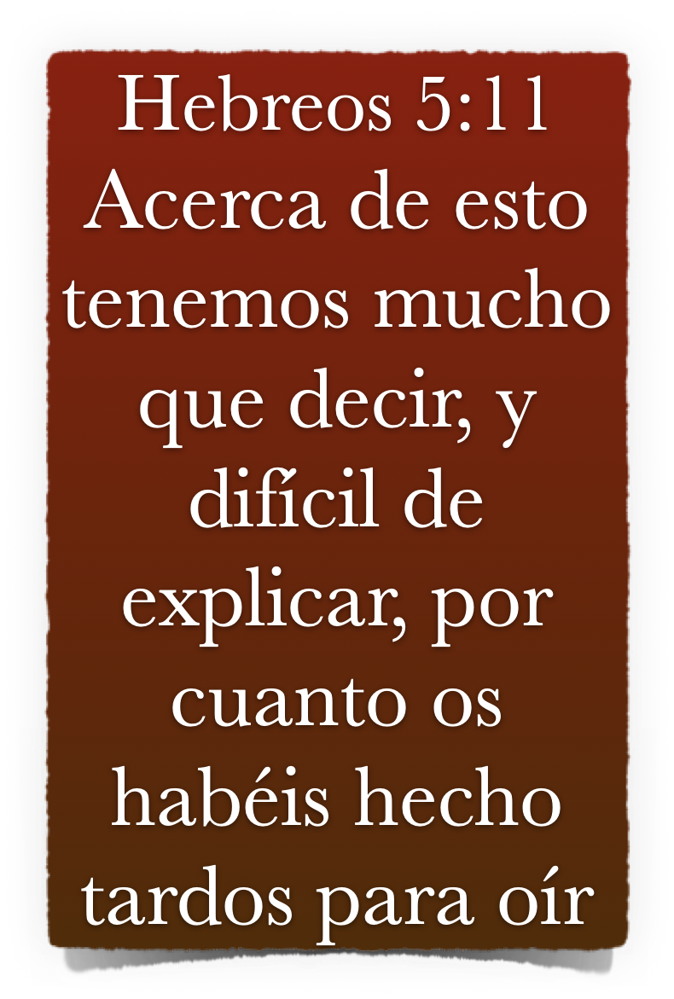 Hebreos 5:11
Acerca de esto
tenemos mucho
que decir, y
difícil de
explicar, por
cuanto os
habéis hecho
tardos para oír